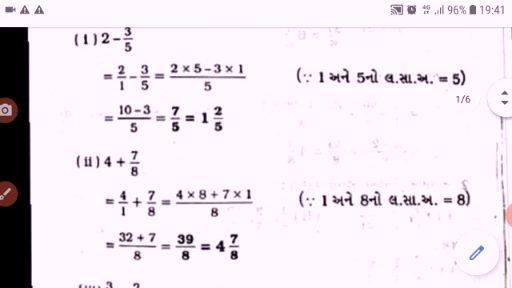 4G 96% 19:41
(i) 2 - 3/5
= 2/1 - 3/5 = (2 × 5 - 3 × 1)/5 (∵ 1 અને 5નો લ.સા.અ. = 5)
1/6
= (10 - 3)/5 = 7/5 = 1 2/5
(ii) 4 + 7/8
= 4/1 + 7/8 = (4 × 8 + 7 × 1)/8 (∵ 1 અને 8નો લ.સા.અ. = 8)
= (32 + 7)/8 = 39/8 = 4 7/8